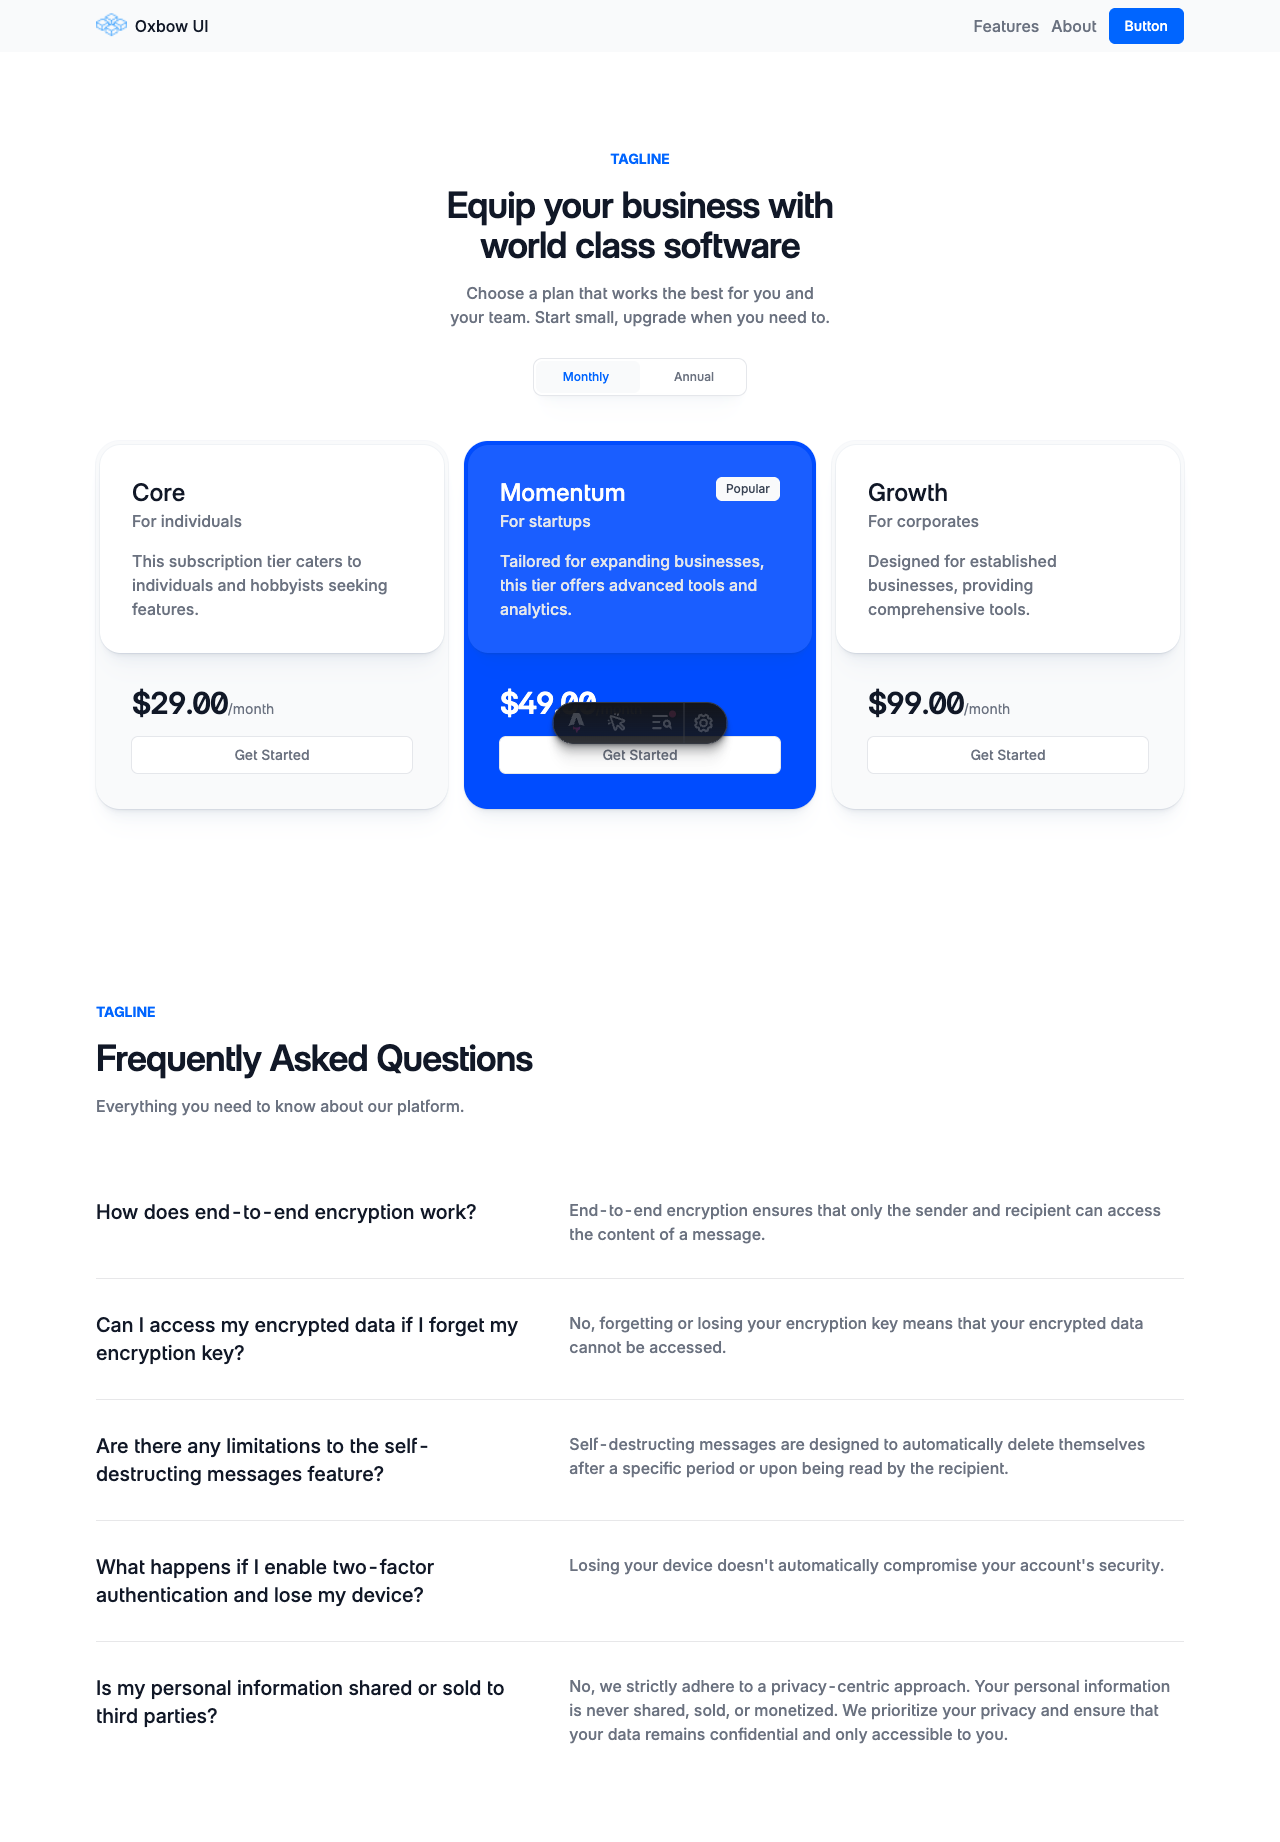 Oxbow UI
Features About Button
TAGLINE
Equip your business with
world class software
Choose a plan that works the best for you and
your team. Start small, upgrade when you need to.
Monthly Annual
Core
For individuals
This subscription tier caters to
individuals and hobbyists seeking
features.
$29.00/month
Get Started
Momentum
Popular
For startups
Tailored for expanding businesses,
this tier offers advanced tools and
analytics.
$49.00
Get Started
Growth
For corporates
Designed for established
businesses, providing
comprehensive tools.
$99.00/month
Get Started
TAGLINE
Frequently Asked Questions
Everything you need to know about our platform.
How does end-to-end encryption work?
End-to-end encryption ensures that only the sender and recipient can access
the content of a message.
Can I access my encrypted data if I forget my
encryption key?
No, forgetting or losing your encryption key means that your encrypted data
cannot be accessed.
Are there any limitations to the self-
destructing messages feature?
Self-destructing messages are designed to automatically delete themselves
after a specific period or upon being read by the recipient.
What happens if I enable two-factor
authentication and lose my device?
Losing your device doesn't automatically compromise your account's security.
Is my personal information shared or sold to
third parties?
No, we strictly adhere to a privacy-centric approach. Your personal information
is never shared, sold, or monetized. We prioritize your privacy and ensure that
your data remains confidential and only accessible to you.